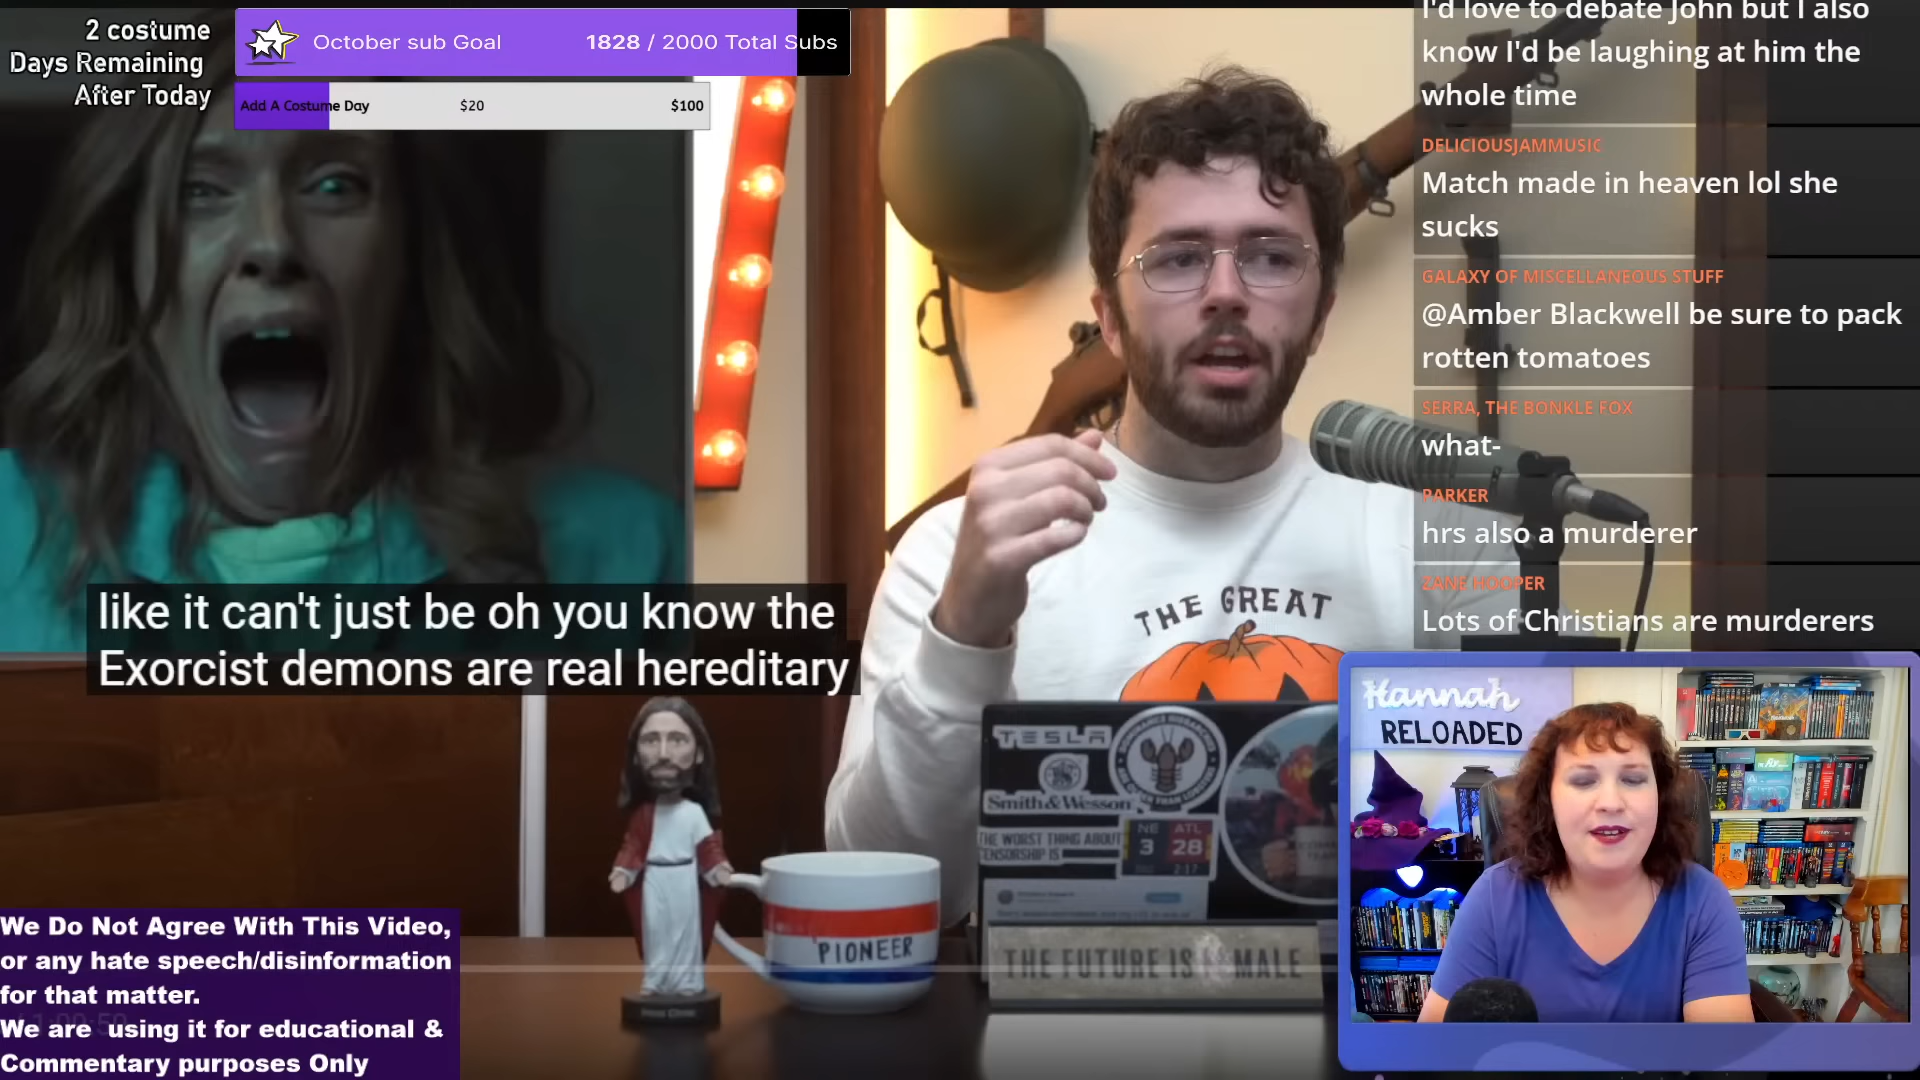 2 costume
Days Remaining
After Today
October sub Goal
1828 / 2000 Total Subs
Add A Costume Day
$20
$100
I'd love to debate John but I also
know I'd be laughing at him the
whole time
DELICIOUSJAMMUSIC
Match made in heaven lol she
sucks
GALAXY OF MISCELLANEOUS STUFF
@Amber Blackwell be sure to pack
rotten tomatoes
SERRA, THE BONKLE FOX
what-
PARKER
hrs also a murderer
ZANE HOOPER
Lots of Christians are murderers
like it can't just be oh you know the
Exorcist demons are real hereditary
THE GREAT
TESLA
Smith&Wesson
THE WORST THING ABOUT
CENSORSHIP IS
NE ATL
3 28
PIONEER
THE FUTURE IS MALE
Hannah
RELOADED
We Do Not Agree With This Video,
or any hate speech/disinformation
for that matter.
We are using it for educational &
Commentary purposes Only